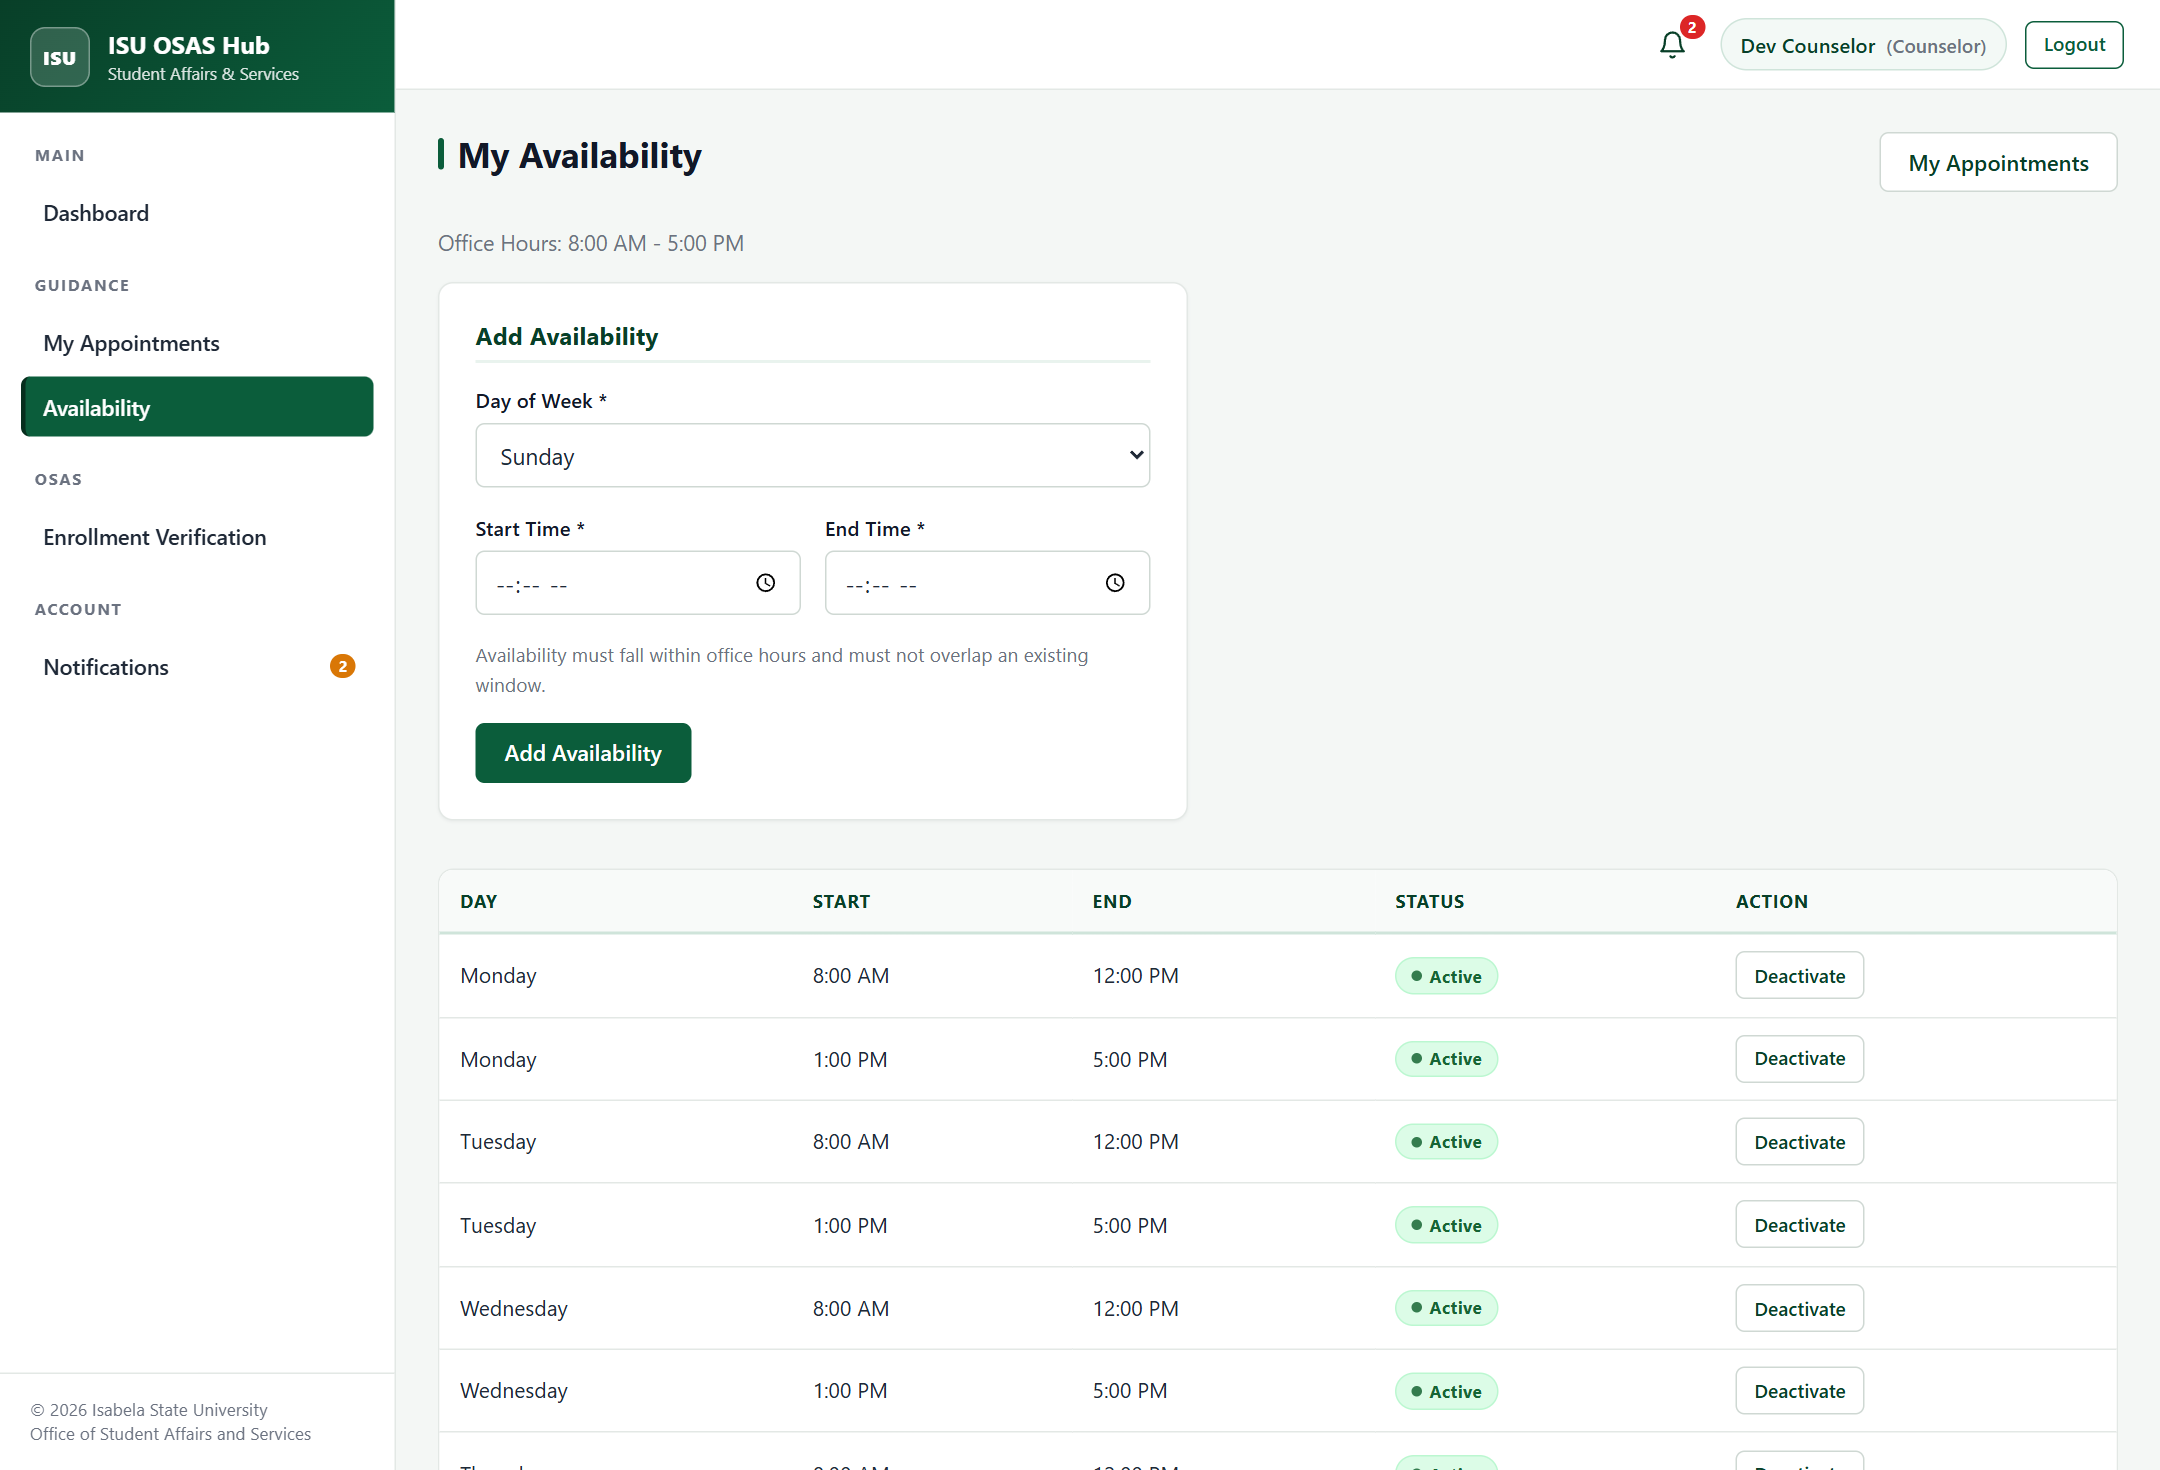 ISU
ISU OSAS Hub
Student Affairs & Services
2
Dev Counselor (Counselor)
Logout
MAIN
Dashboard
GUIDANCE
My Appointments
Availability
OSAS
Enrollment Verification
ACCOUNT
Notifications 2
© 2026 Isabela State University
Office of Student Affairs and Services
My Availability
My Appointments
Office Hours: 8:00 AM - 5:00 PM
Add Availability
Day of Week *
Sunday
Start Time * End Time *
--:-- -- --:-- --
Availability must fall within office hours and must not overlap an existing
window.
Add Availability
DAY START END STATUS ACTION
Monday 8:00 AM 12:00 PM Active Deactivate
Monday 1:00 PM 5:00 PM Active Deactivate
Tuesday 8:00 AM 12:00 PM Active Deactivate
Tuesday 1:00 PM 5:00 PM Active Deactivate
Wednesday 8:00 AM 12:00 PM Active Deactivate
Wednesday 1:00 PM 5:00 PM Active Deactivate